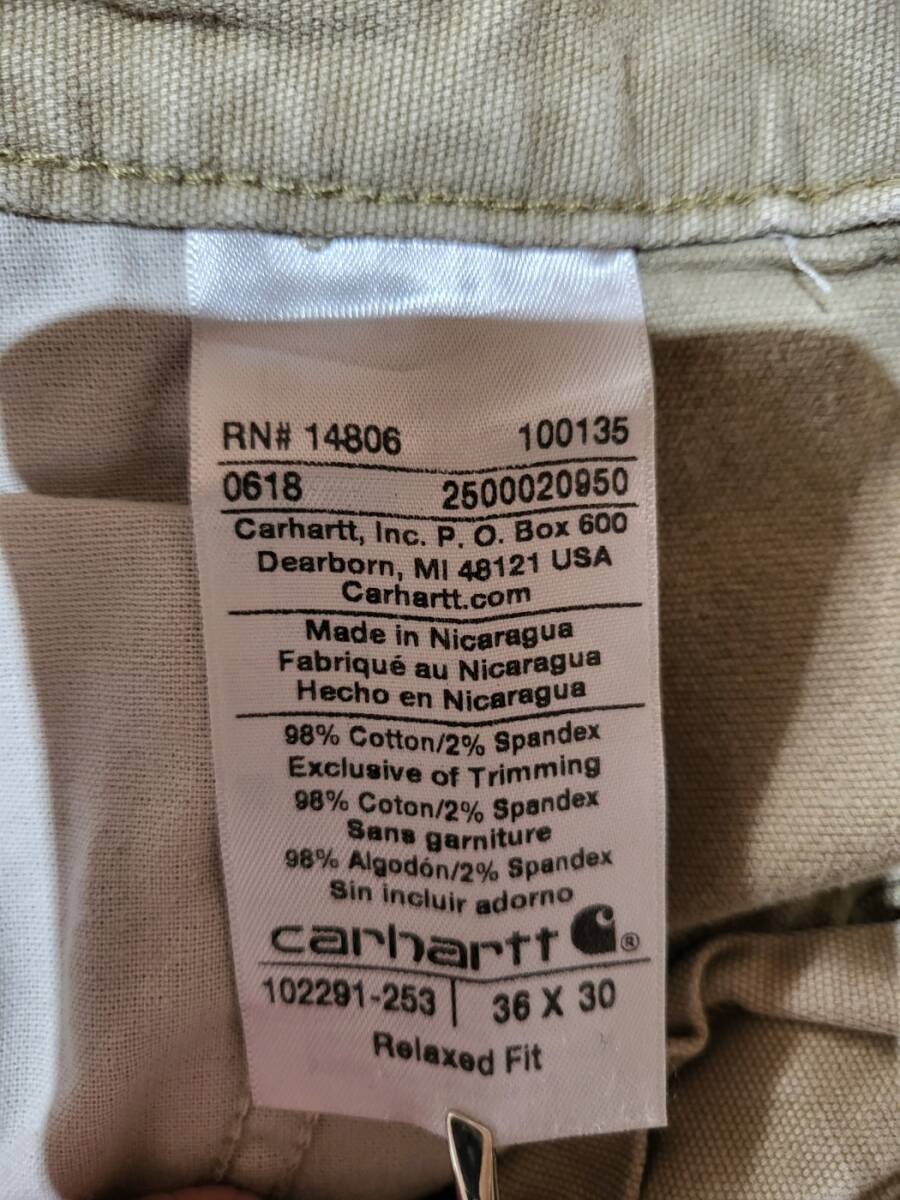 RN# 14806 100135
0618 2500020950
Carhartt, Inc. P. O. Box 600
Dearborn, MI 48121 USA
Carhartt.com
Made in Nicaragua
Fabriqué au Nicaragua
Hecho en Nicaragua
98% Cotton/2% Spandex
Exclusive of Trimming
98% Coton/2% Spandex
Sans garniture
98% Algodón/2% Spandex
Sin incluir adorno
carhartt ®
102291-253 | 36 X 30
Relaxed Fit